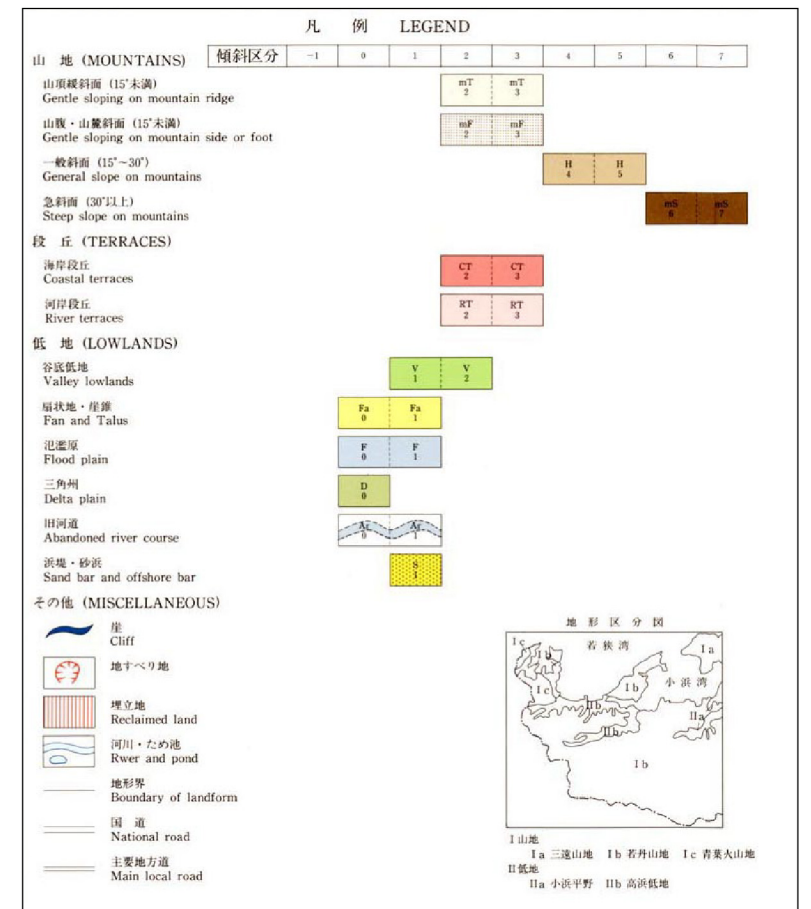 凡 例 LEGEND
山 地 (MOUNTAINS) 傾斜区分 -1 0 1 2 3 4 5 6 7
山頂緩斜面 (15°未満)
Gentle sloping on mountain ridge
mT mT
2 3
山腹・山麓斜面 (15°未満)
Gentle sloping on mountain side or foot
mF mF
2 3
一般斜面 (15°~30°)
General slope on mountains
H H
4 5
急斜面 (30°以上)
Steep slope on mountains
mS mS
6 7
段 丘 (TERRACES)
海岸段丘
Coastal terraces
CT CT
2 3
河岸段丘
River terraces
RT RT
2 3
低 地 (LOWLANDS)
谷底低地
Valley lowlands
V V
1 2
扇状地・崖錐
Fan and Talus
Fa Fa
0 1
氾濫原
Flood plain
F F
0 1
三角州
Delta plain
D
0
旧河道
Abandoned river course
0 1
浜堤・砂浜
Sand bar and offshore bar
S
1
その他 (MISCELLANEOUS)
崖
Cliff
地すべり地
埋立地
Reclaimed land
河川・ため池
Rwer and pond
地形界
Boundary of landform
国 道
National road
主要地方道
Main local road
地 形 区 分 図
Ic
若狭湾
Ia
Ib
小浜湾
Ib
Ic
IIb
IIa
IIb
Ib
I 山地
Ia 三遠山地 Ib 若丹山地 Ic 青葉火山地
II 低地
IIa 小浜平野 IIb 高浜低地